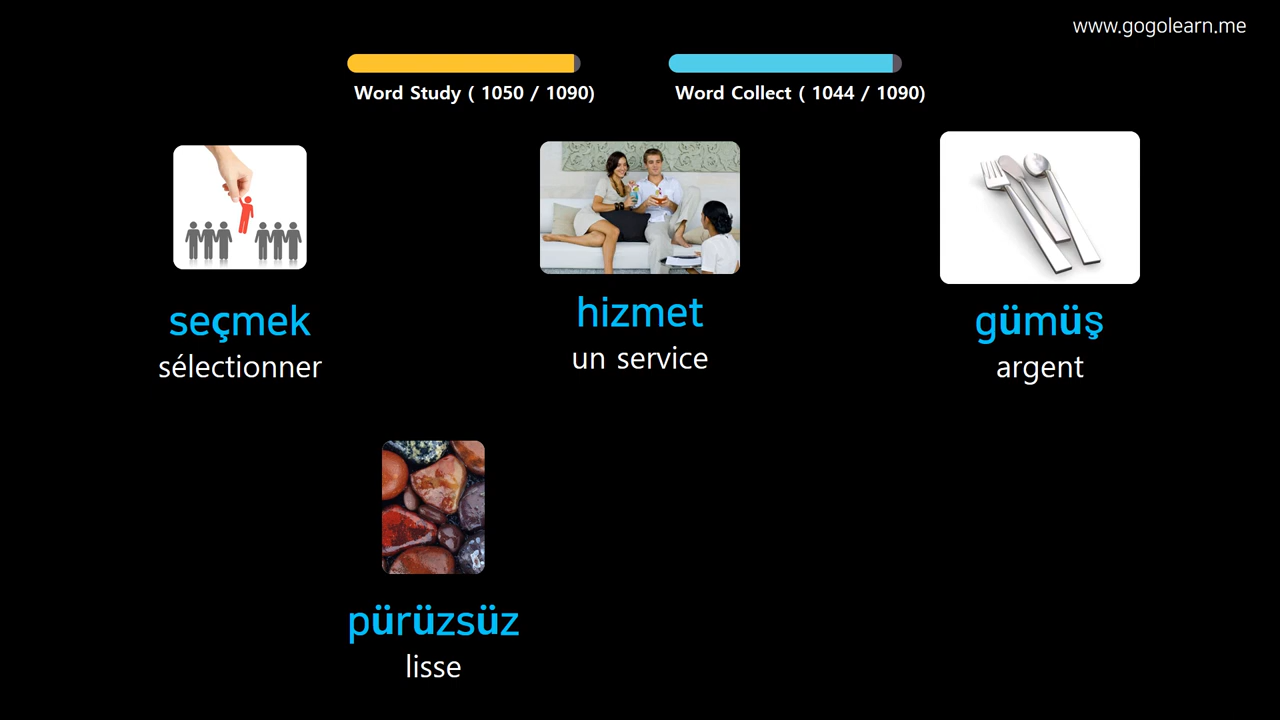 www.gogolearn.me
Word Study ( 1050 / 1090)
Word Collect ( 1044 / 1090)
seçmek
sélectionner
hizmet
un service
gümüş
argent
pürüzsüz
lisse